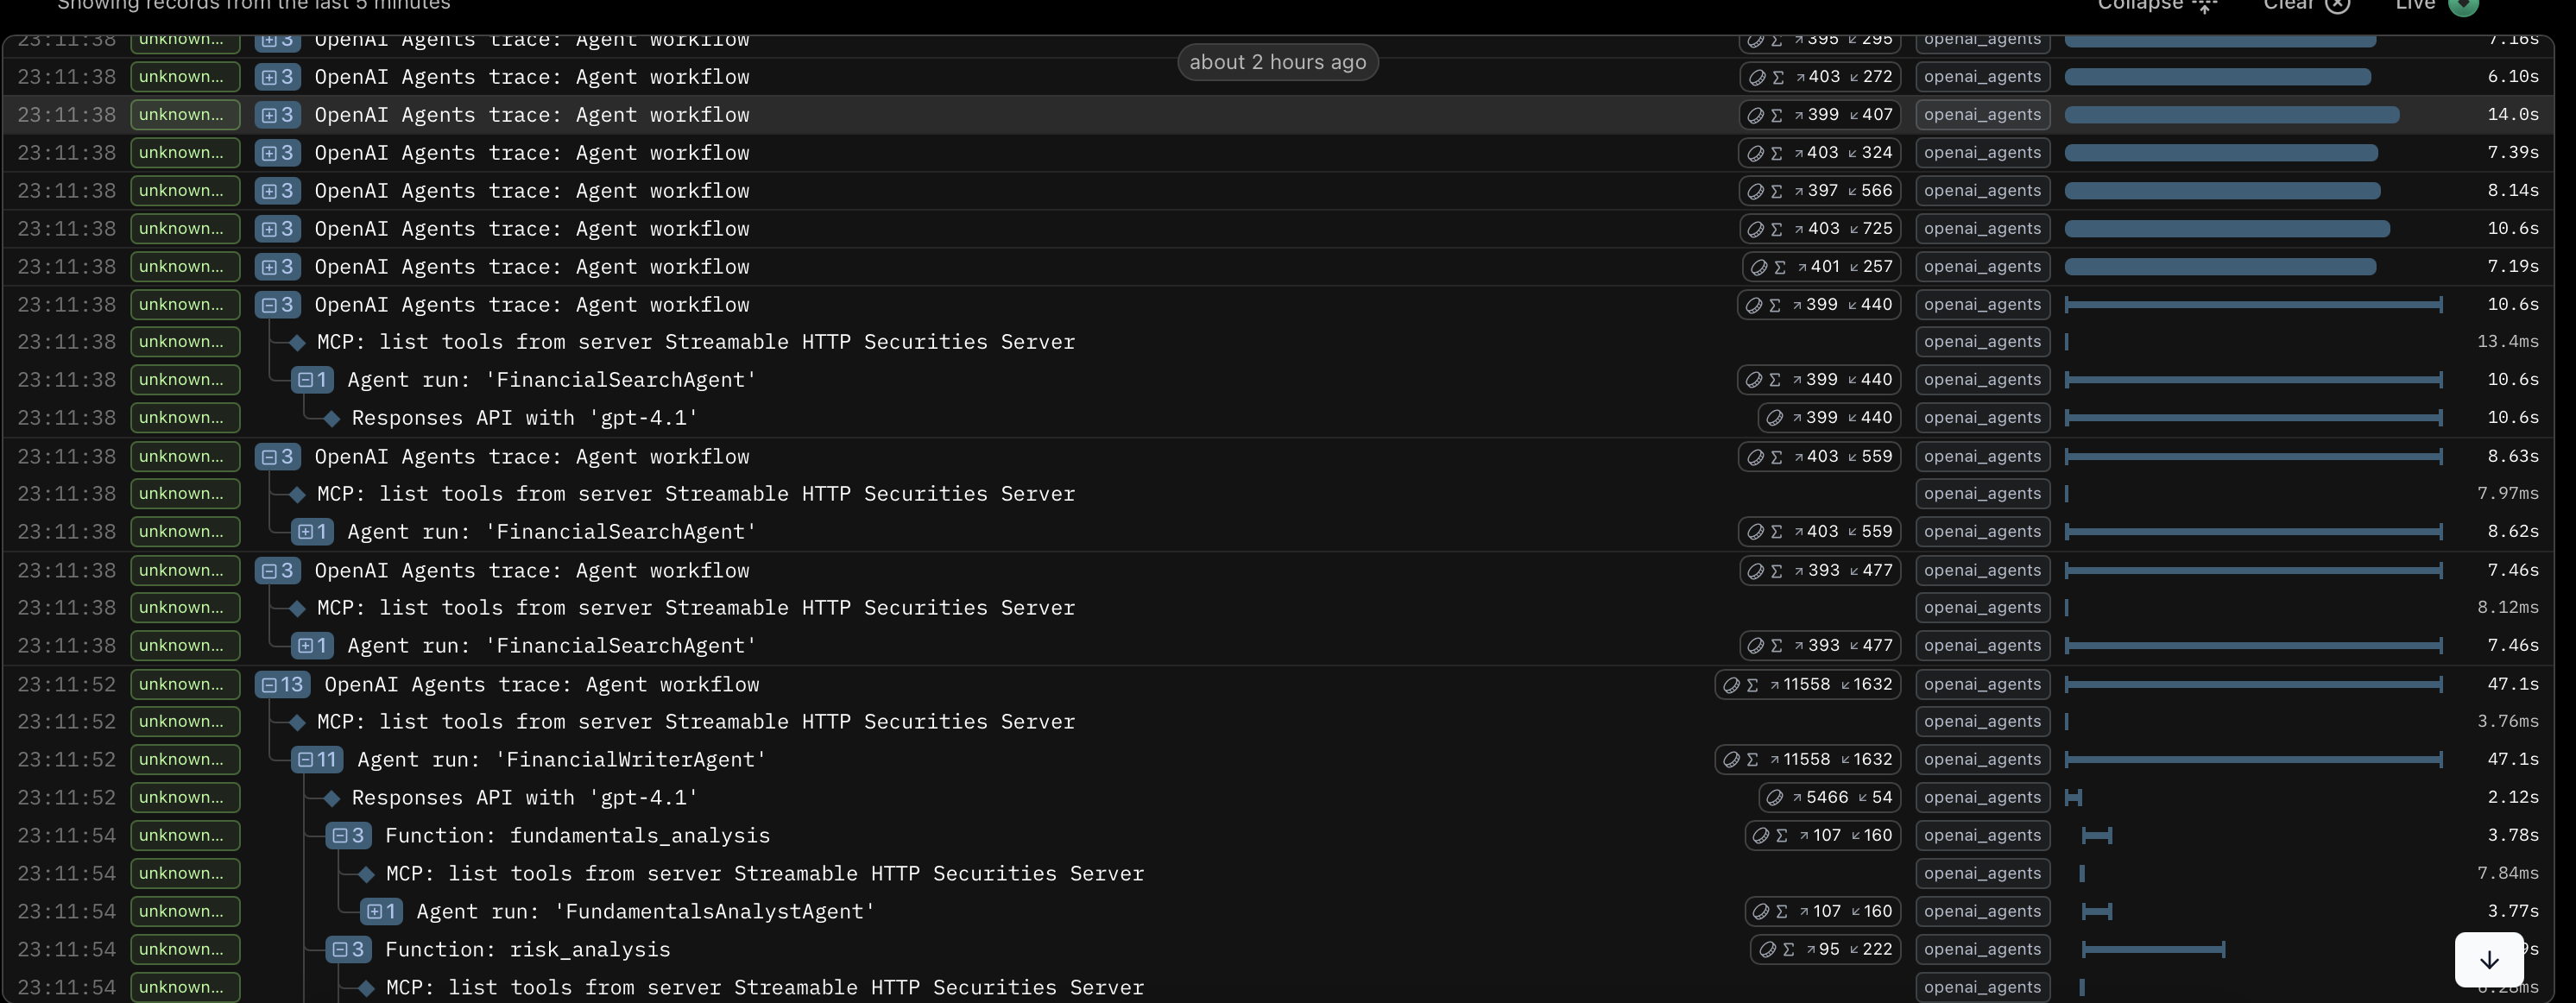 Showing records from the last 5 minutes Collapse Clear Live
23:11:38 unknown... 3 OpenAI Agents trace: Agent workflow Σ ↗395 ↙295 openai_agents 7.16s
about 2 hours ago
23:11:38 unknown... 3 OpenAI Agents trace: Agent workflow Σ ↗403 ↙272 openai_agents 6.10s
23:11:38 unknown... 3 OpenAI Agents trace: Agent workflow Σ ↗399 ↙407 openai_agents 14.0s
23:11:38 unknown... 3 OpenAI Agents trace: Agent workflow Σ ↗403 ↙324 openai_agents 7.39s
23:11:38 unknown... 3 OpenAI Agents trace: Agent workflow Σ ↗397 ↙566 openai_agents 8.14s
23:11:38 unknown... 3 OpenAI Agents trace: Agent workflow Σ ↗403 ↙725 openai_agents 10.6s
23:11:38 unknown... 3 OpenAI Agents trace: Agent workflow Σ ↗401 ↙257 openai_agents 7.19s
23:11:38 unknown... 3 OpenAI Agents trace: Agent workflow Σ ↗399 ↙440 openai_agents 10.6s
23:11:38 unknown... MCP: list tools from server Streamable HTTP Securities Server openai_agents 13.4ms
23:11:38 unknown... 1 Agent run: 'FinancialSearchAgent' Σ ↗399 ↙440 openai_agents 10.6s
23:11:38 unknown... Responses API with 'gpt-4.1' ↗399 ↙440 openai_agents 10.6s
23:11:38 unknown... 3 OpenAI Agents trace: Agent workflow Σ ↗403 ↙559 openai_agents 8.63s
23:11:38 unknown... MCP: list tools from server Streamable HTTP Securities Server openai_agents 7.97ms
23:11:38 unknown... 1 Agent run: 'FinancialSearchAgent' Σ ↗403 ↙559 openai_agents 8.62s
23:11:38 unknown... 3 OpenAI Agents trace: Agent workflow Σ ↗393 ↙477 openai_agents 7.46s
23:11:38 unknown... MCP: list tools from server Streamable HTTP Securities Server openai_agents 8.12ms
23:11:38 unknown... 1 Agent run: 'FinancialSearchAgent' Σ ↗393 ↙477 openai_agents 7.46s
23:11:52 unknown... 13 OpenAI Agents trace: Agent workflow Σ ↗11558 ↙1632 openai_agents 47.1s
23:11:52 unknown... MCP: list tools from server Streamable HTTP Securities Server openai_agents 3.76ms
23:11:52 unknown... 11 Agent run: 'FinancialWriterAgent' Σ ↗11558 ↙1632 openai_agents 47.1s
23:11:52 unknown... Responses API with 'gpt-4.1' ↗5466 ↙54 openai_agents 2.12s
23:11:54 unknown... 3 Function: fundamentals_analysis Σ ↗107 ↙160 openai_agents 3.78s
23:11:54 unknown... MCP: list tools from server Streamable HTTP Securities Server openai_agents 7.84ms
23:11:54 unknown... 1 Agent run: 'FundamentalsAnalystAgent' Σ ↗107 ↙160 openai_agents 3.77s
23:11:54 unknown... 3 Function: risk_analysis Σ ↗95 ↙222 openai_agents
23:11:54 unknown... MCP: list tools from server Streamable HTTP Securities Server openai_agents